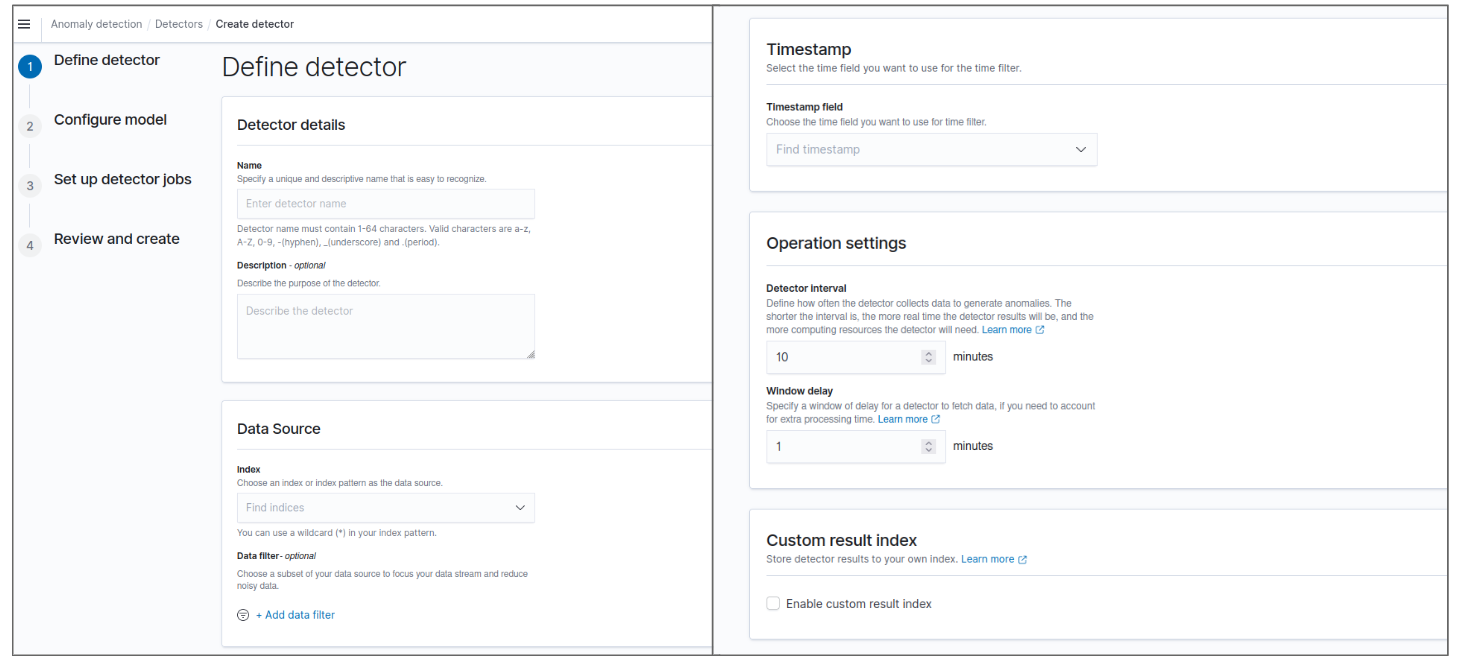 Anomaly detection / Detectors / Create detector
1 Define detector
2 Configure model
3 Set up detector jobs
4 Review and create
Define detector
Detector details
Name
Specify a unique and descriptive name that is easy to recognize.
Enter detector name
Detector name must contain 1-64 characters. Valid characters are a-z,
A-Z, 0-9, -(hyphen), _(underscore) and .(period).
Description - optional
Describe the purpose of the detector.
Describe the detector
Data Source
Index
Choose an index or index pattern as the data source.
Find indices
You can use a wildcard (*) in your index pattern.
Data filter- optional
Choose a subset of your data source to focus your data stream and reduce
noisy data.
+ Add data filter
Timestamp
Select the time field you want to use for the time filter.
Timestamp field
Choose the time field you want to use for time filter.
Find timestamp
Operation settings
Detector interval
Define how often the detector collects data to generate anomalies. The
shorter the interval is, the more real time the detector results will be, and the
more computing resources the detector will need. Learn more
10 minutes
Window delay
Specify a window of delay for a detector to fetch data, if you need to account
for extra processing time. Learn more
1 minutes
Custom result index
Store detector results to your own index. Learn more
Enable custom result index